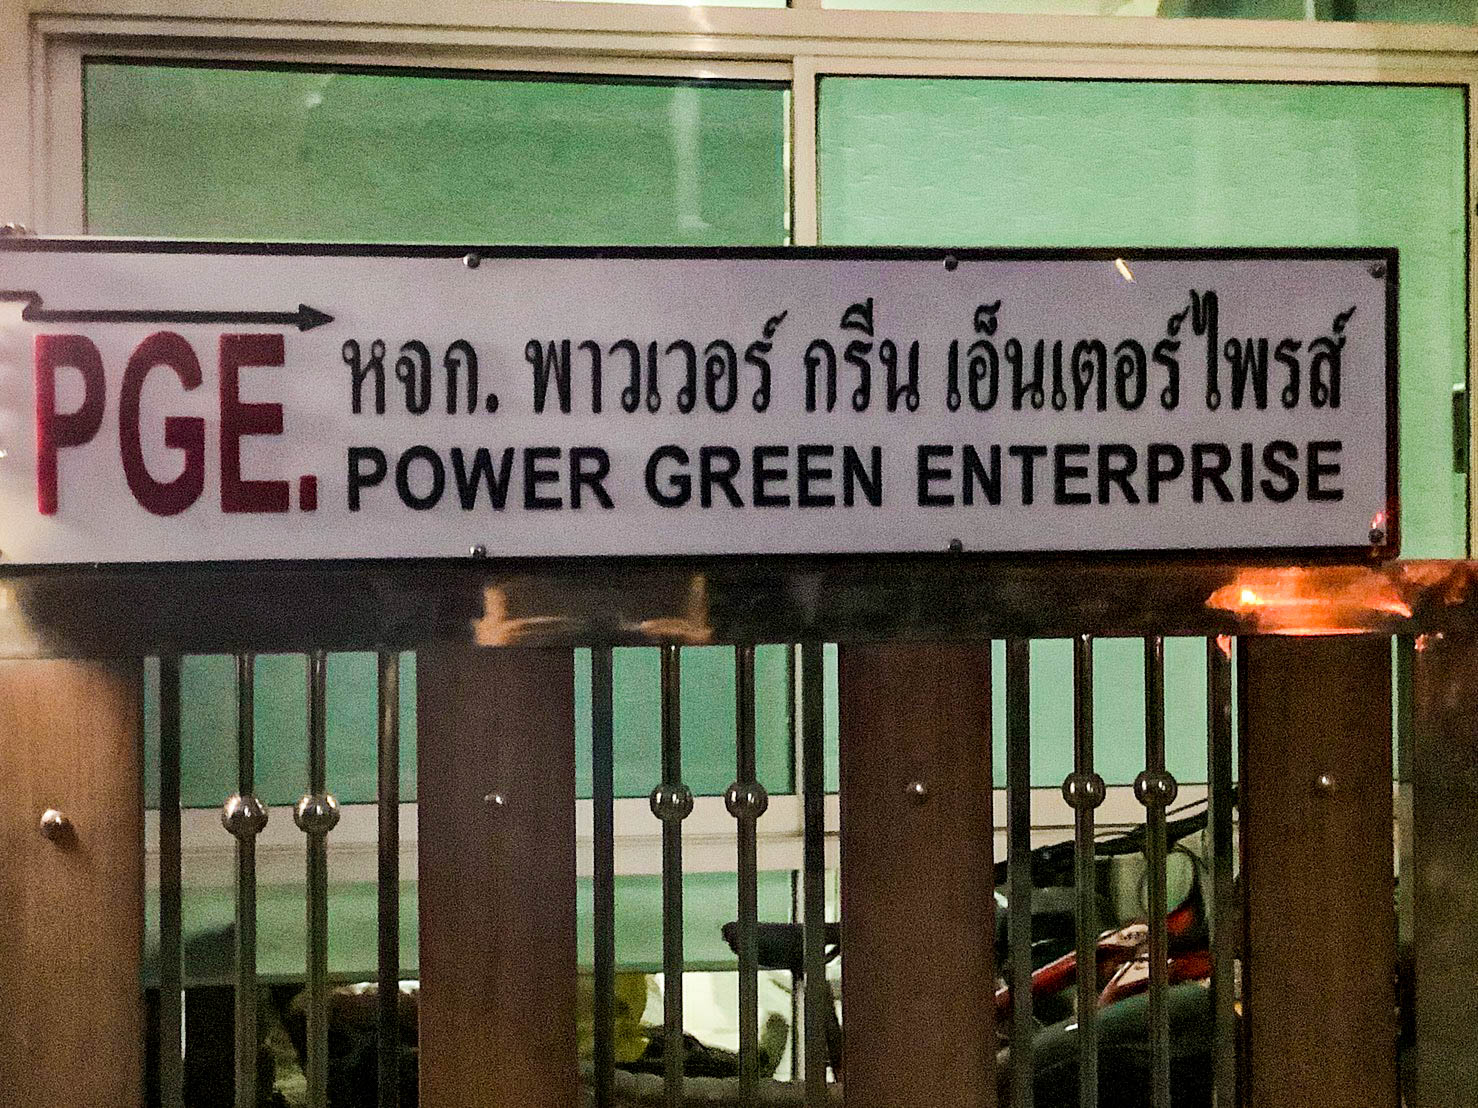 PGE.
หจก. พาวเวอร์ กรีน เอ็นเตอร์ไพรส์
POWER GREEN ENTERPRISE